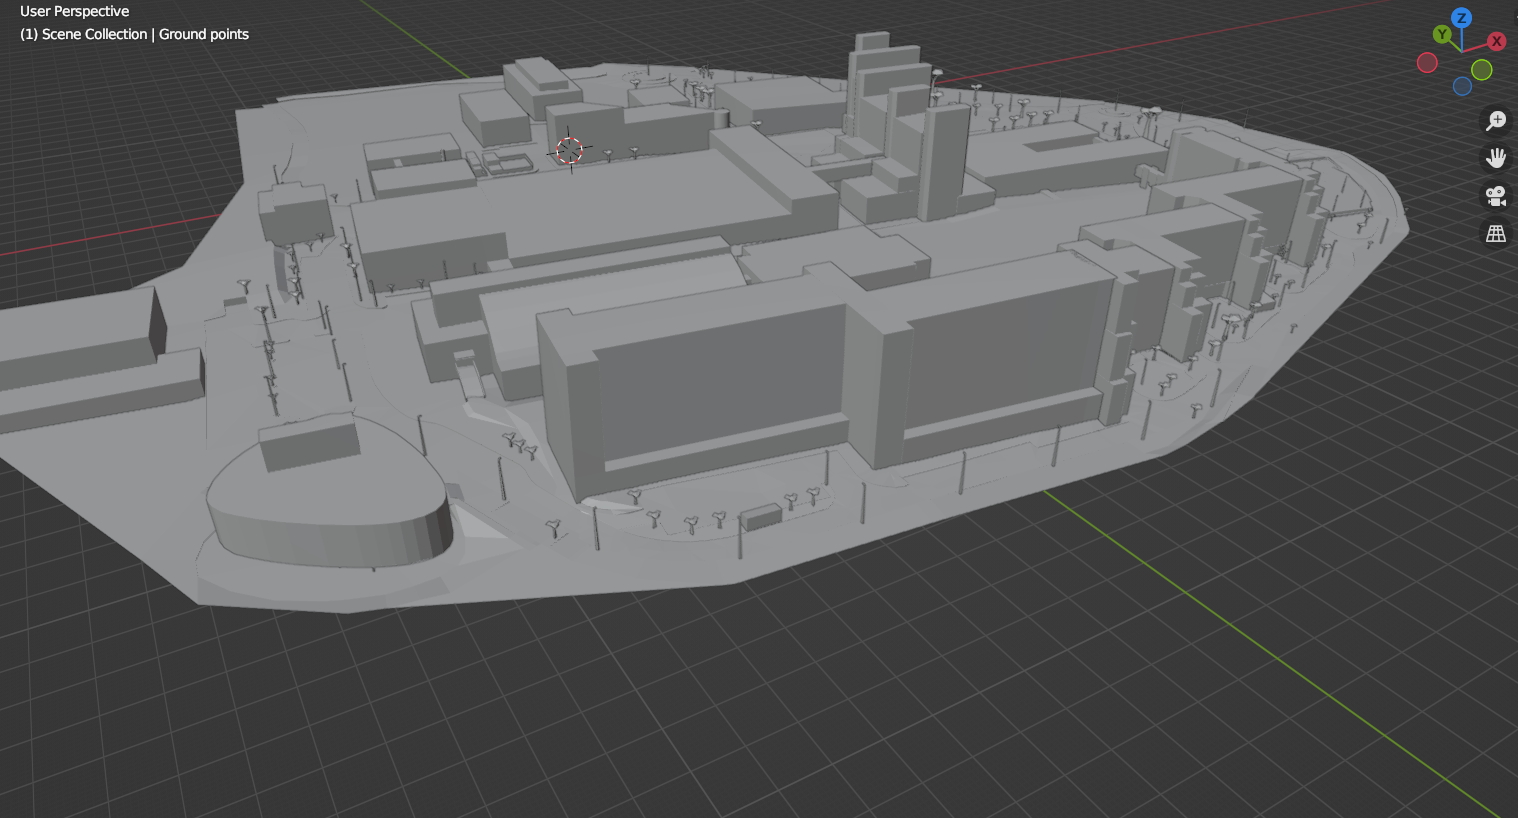 User Perspective
(1) Scene Collection | Ground points
Z
Y
X